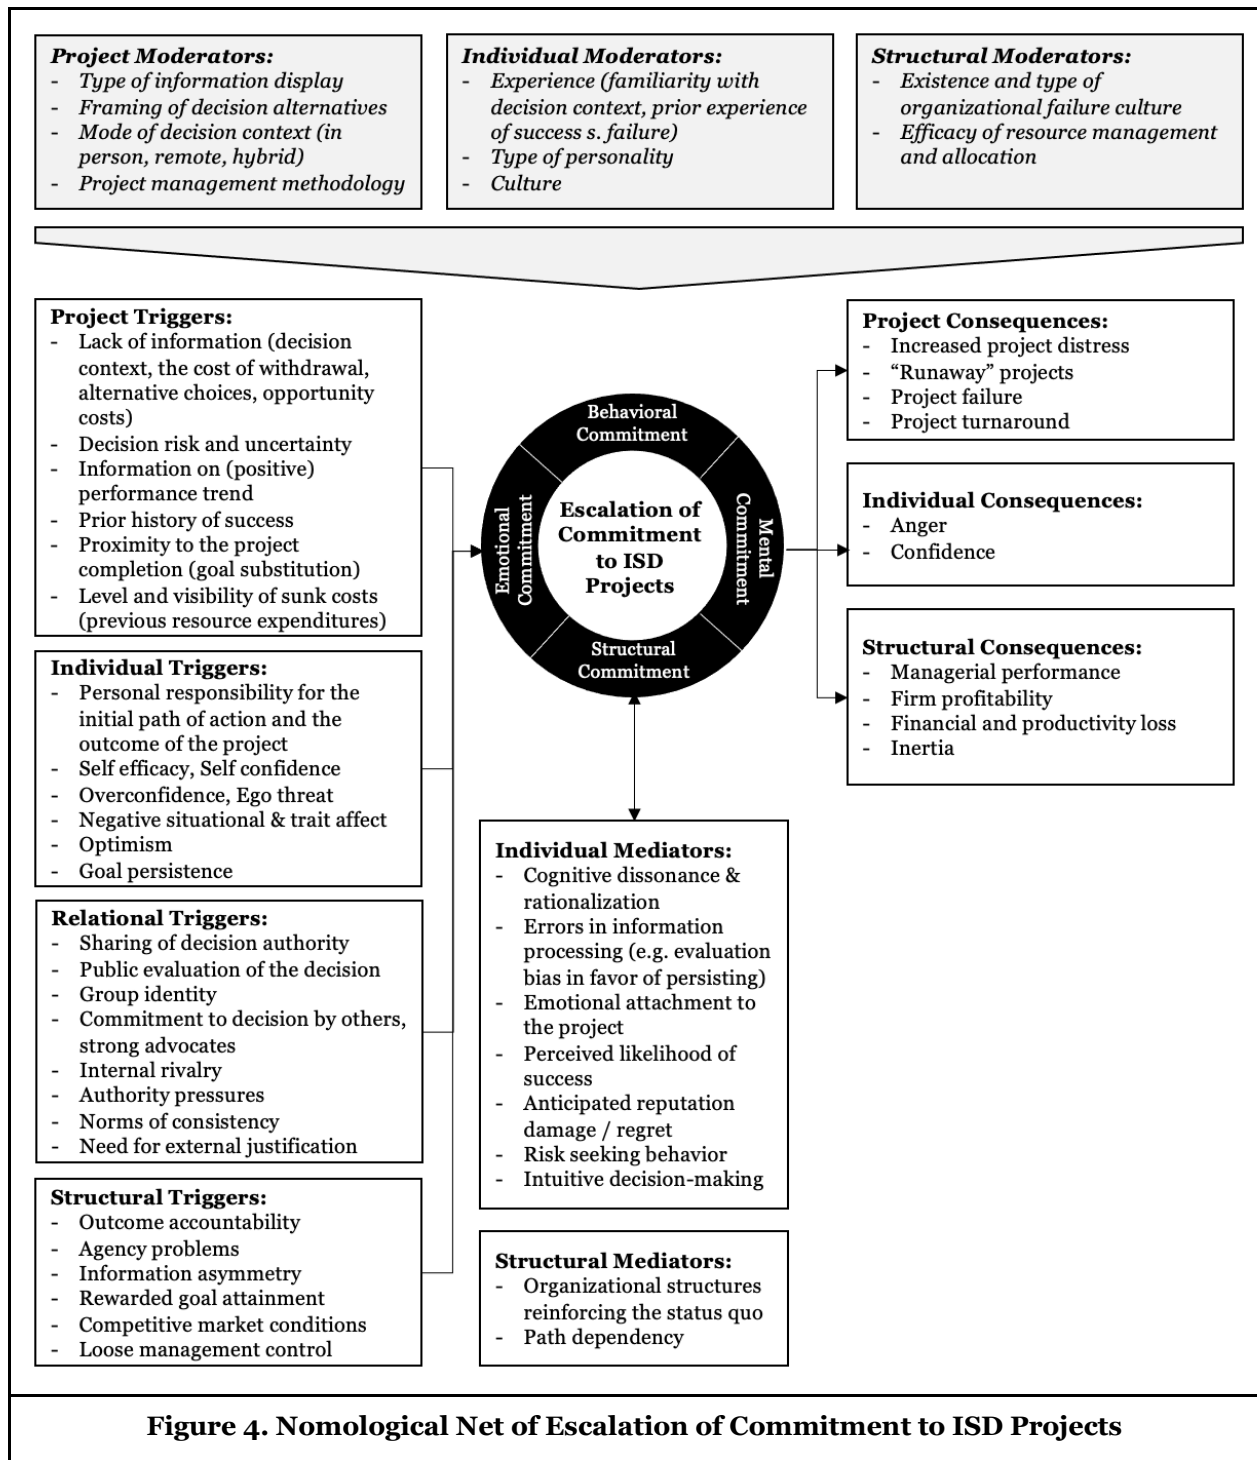 Project Moderators:
- Type of information display
- Framing of decision alternatives
- Mode of decision context (in
person, remote, hybrid)
- Project management methodology
Individual Moderators:
- Experience (familiarity with
decision context, prior experience
of success s. failure)
- Type of personality
- Culture
Structural Moderators:
- Existence and type of
organizational failure culture
- Efficacy of resource management
and allocation
Project Triggers:
- Lack of information (decision
context, the cost of withdrawal,
alternative choices, opportunity
costs)
- Decision risk and uncertainty
- Information on (positive)
performance trend
- Prior history of success
- Proximity to the project
completion (goal substitution)
- Level and visibility of sunk costs
(previous resource expenditures)
Individual Triggers:
- Personal responsibility for the
initial path of action and the
outcome of the project
- Self efficacy, Self confidence
- Overconfidence, Ego threat
- Negative situational & trait affect
- Optimism
- Goal persistence
Relational Triggers:
- Sharing of decision authority
- Public evaluation of the decision
- Group identity
- Commitment to decision by others,
strong advocates
- Internal rivalry
- Authority pressures
- Norms of consistency
- Need for external justification
Structural Triggers:
- Outcome accountability
- Agency problems
- Information asymmetry
- Rewarded goal attainment
- Competitive market conditions
- Loose management control
Behavioral
Commitment
Emotional
Commitment
Escalation of
Commitment
to ISD
Projects
Mental
Commitment
Structural
Commitment
Individual Mediators:
- Cognitive dissonance &
rationalization
- Errors in information
processing (e.g. evaluation
bias in favor of persisting)
- Emotional attachment to
the project
- Perceived likelihood of
success
- Anticipated reputation
damage / regret
- Risk seeking behavior
- Intuitive decision-making
Structural Mediators:
- Organizational structures
reinforcing the status quo
- Path dependency
Project Consequences:
- Increased project distress
- “Runaway” projects
- Project failure
- Project turnaround
Individual Consequences:
- Anger
- Confidence
Structural Consequences:
- Managerial performance
- Firm profitability
- Financial and productivity loss
- Inertia
Figure 4. Nomological Net of Escalation of Commitment to ISD Projects